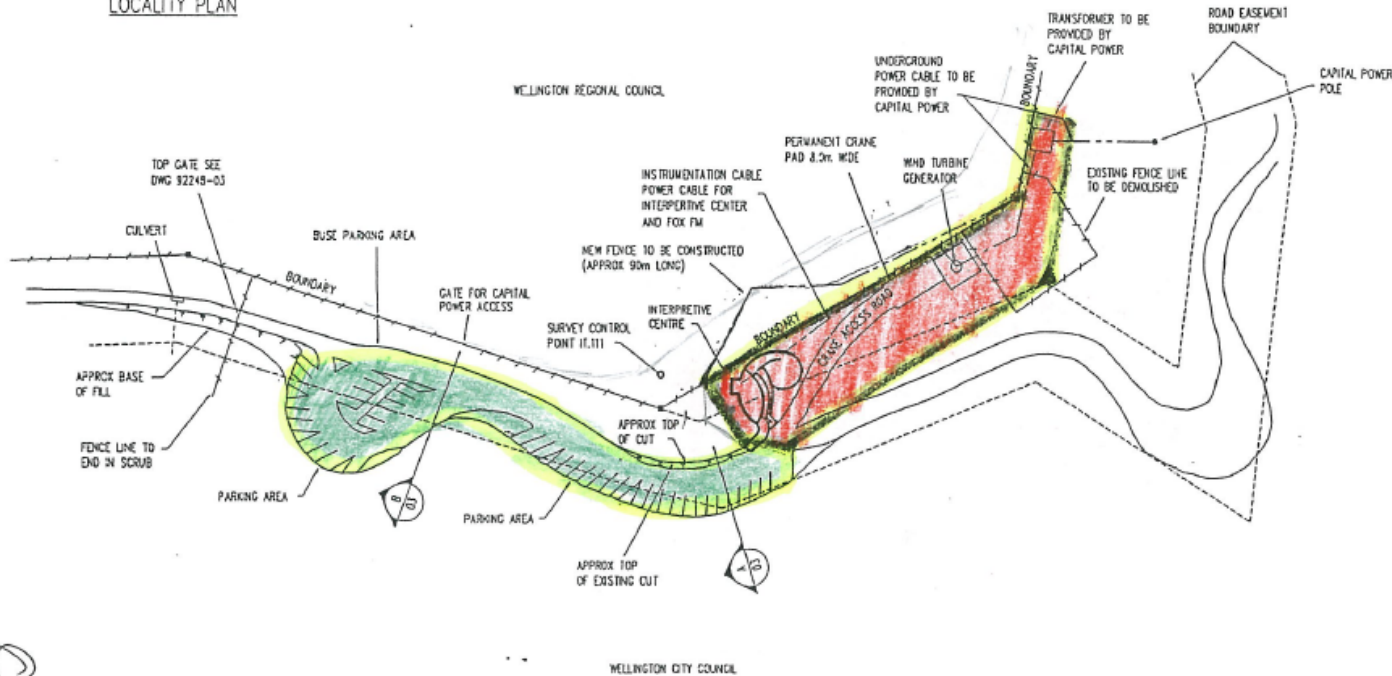 LOCALITY PLAN
TRANSFORMER TO BE
PROVIDED BY
CAPITAL POWER
ROAD EASEMENT
BOUNDARY
UNDERGROUND
POWER CABLE TO BE
PROVIDED BY
CAPITAL POWER
BOUNDARY
CAPITAL POWER
POLE
WELLINGTON REGIONAL COUNCIL
PERMANENT CRANE
PAD 8.0m WIDE
WIND TURBINE
GENERATOR
EXISTING FENCE LINE
TO BE DEMOLISHED
TOP GATE SEE
DWG 92249-03
INSTRUMENTATION CABLE
POWER CABLE FOR
INTERPERTIVE CENTER
AND FOX FM
CULVERT
BUSE PARKING AREA
NEW FENCE TO BE CONSTRUCTED
(APPROX 90m LONG)
BOUNDARY
GATE FOR CAPITAL
POWER ACCESS
SURVEY CONTROL
POINT IT.111
INTERPRETIVE
CENTRE
BOUNDARY
CRANE ACCESS ROAD
APPROX BASE
OF FILL
APPROX TOP
OF CUT
FENCE LINE TO
END IN SCRUB
PARKING AREA
B
03
PARKING AREA
APPROX TOP
OF EXISTING CUT
A
03
WELLINGTON CITY COUNCIL